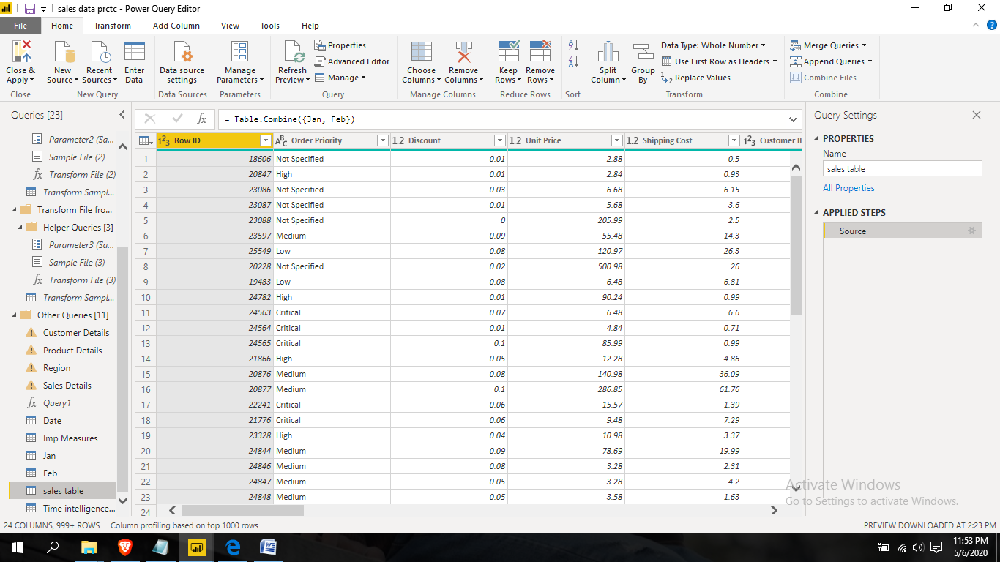 sales data prctc - Power Query Editor
File Home Transform Add Column View Tools Help
Close & Apply
New Source
Recent Sources
Enter Data
Data source settings
Manage Parameters
Refresh Preview
Properties
Advanced Editor
Manage
Choose Columns
Remove Columns
Keep Rows
Remove Rows
Split Column
Group By
Data Type: Whole Number
Use First Row as Headers
Replace Values
Merge Queries
Append Queries
Combine Files
Close New Query Data Sources Parameters Query Manage Columns Reduce Rows Sort Transform Combine
Queries [23]
Parameter2 (Sa...
Sample File (2)
Transform File (2)
Transform Sampl...
Transform File fro...
Helper Queries [3]
Parameter3 (Sa...
Sample File (3)
Transform File (3)
Transform Sampl...
Other Queries [11]
Customer Details
Product Details
Region
Sales Details
Query1
Date
Imp Measures
Jan
Feb
sales table
Time intelligence...
fx = Table.Combine({Jan, Feb})
1²3 Row ID ABC Order Priority 1.2 Discount 1.2 Unit Price 1.2 Shipping Cost 1²3 Customer ID
1 18606 Not Specified 0.01 2.88 0.5
2 20847 High 0.01 2.84 0.93
3 23086 Not Specified 0.03 6.68 6.15
4 23087 Not Specified 0.01 5.68 3.6
5 23088 Not Specified 0 205.99 2.5
6 23597 Medium 0.09 55.48 14.3
7 25549 Low 0.08 120.97 26.3
8 20228 Not Specified 0.02 500.98 26
9 19483 Low 0.08 6.48 6.81
10 24782 High 0.01 90.24 0.99
11 24563 Critical 0.07 6.48 6.6
12 24564 Critical 0.01 4.84 0.71
13 24565 Critical 0.1 85.99 0.99
14 21866 High 0.05 12.28 4.86
15 20876 Medium 0.08 140.98 36.09
16 20877 Medium 0.1 286.85 61.76
17 22241 Critical 0.06 15.57 1.39
18 21776 Critical 0.06 9.48 7.29
19 23328 High 0.04 10.98 3.37
20 24844 Medium 0.09 78.69 19.99
21 24846 Medium 0.08 3.28 2.31
22 24847 Medium 0.05 3.28 4.2
23 24848 Medium 0.05 3.58 1.63
24
Query Settings
PROPERTIES
Name
sales table
All Properties
APPLIED STEPS
Source
Activate Windows
Go to Settings to activate Windows.
24 COLUMNS, 999+ ROWS Column profiling based on top 1000 rows PREVIEW DOWNLOADED AT 2:23 PM
11:53 PM
5/6/2020